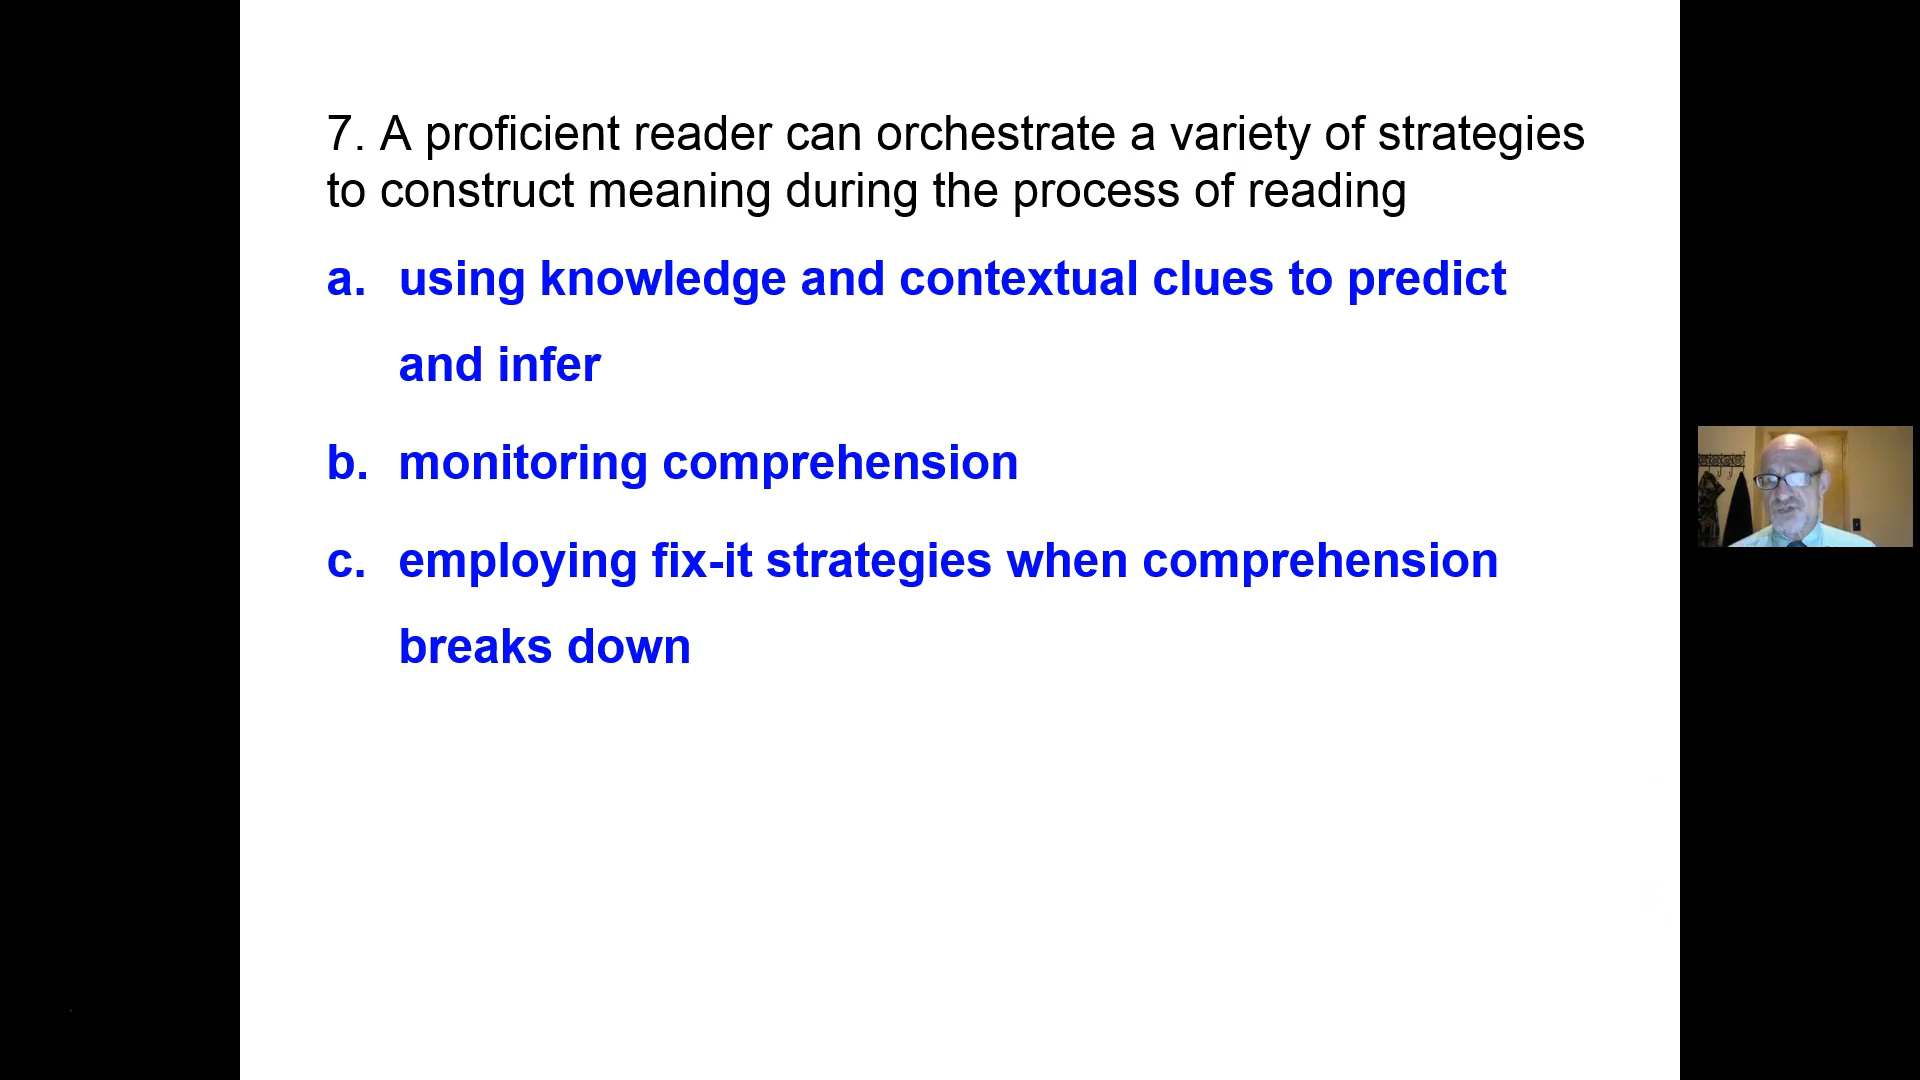 7. A proficient reader can orchestrate a variety of strategies
to construct meaning during the process of reading
a. using knowledge and contextual clues to predict
and infer
b. monitoring comprehension
c. employing fix-it strategies when comprehension
breaks down